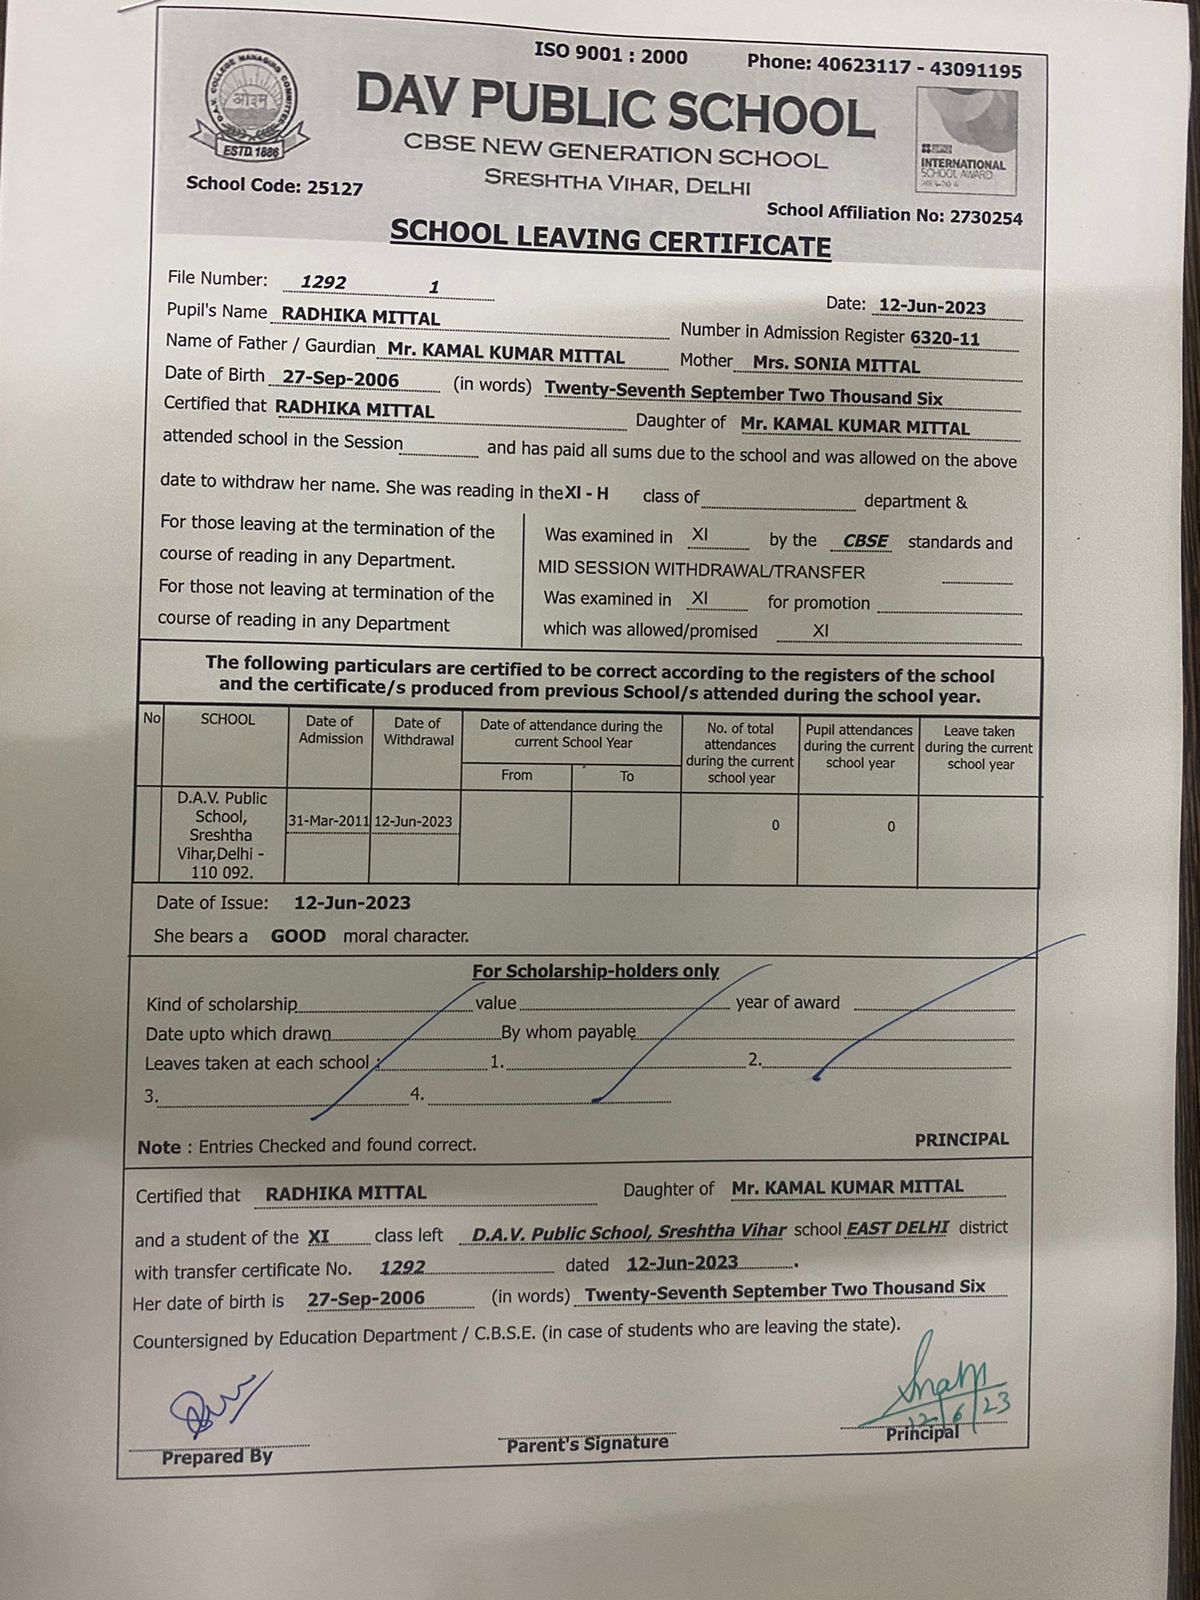 ISO 9001 : 2000 Phone: 40623117 - 43091195
D.A.V. COLLEGE MANAGING COMMITTEE
ओ३म्
ESTD. 1886
DAV PUBLIC SCHOOL
CBSE NEW GENERATION SCHOOL
SRESHTHA VIHAR, DELHI
INTERNATIONAL
SCHOOL AWARD
School Code: 25127
School Affiliation No: 2730254
SCHOOL LEAVING CERTIFICATE
File Number: 1292 1
Date: 12-Jun-2023
Pupil's Name RADHIKA MITTAL
Number in Admission Register 6320-11
Name of Father / Gaurdian Mr. KAMAL KUMAR MITTAL Mother Mrs. SONIA MITTAL
Date of Birth 27-Sep-2006 (in words) Twenty-Seventh September Two Thousand Six
Certified that RADHIKA MITTAL Daughter of Mr. KAMAL KUMAR MITTAL
attended school in the Session and has paid all sums due to the school and was allowed on the above
date to withdraw her name. She was reading in the XI - H class of department &
For those leaving at the termination of the
course of reading in any Department.
For those not leaving at termination of the
course of reading in any Department
Was examined in XI by the CBSE standards and
MID SESSION WITHDRAWAL/TRANSFER
Was examined in XI for promotion
which was allowed/promised XI
The following particulars are certified to be correct according to the registers of the school
and the certificate/s produced from previous School/s attended during the school year.
No SCHOOL Date of Admission Date of Withdrawal Date of attendance during the current School Year From To No. of total attendances during the current school year Pupil attendances during the current school year Leave taken during the current school year
D.A.V. Public School, Sreshtha Vihar,Delhi - 110 092. 31-Mar-2011 12-Jun-2023 0 0
Date of Issue: 12-Jun-2023
She bears a GOOD moral character.
For Scholarship-holders only
Kind of scholarship value year of award
Date upto which drawn By whom payable
Leaves taken at each school : 1. 2.
3. 4.
Note : Entries Checked and found correct. PRINCIPAL
Certified that RADHIKA MITTAL Daughter of Mr. KAMAL KUMAR MITTAL
and a student of the XI class left D.A.V. Public School, Sreshtha Vihar school EAST DELHI district
with transfer certificate No. 1292 dated 12-Jun-2023 .
Her date of birth is 27-Sep-2006 (in words) Twenty-Seventh September Two Thousand Six
Countersigned by Education Department / C.B.S.E. (in case of students who are leaving the state).
12/6/23
Prepared By Parent's Signature Principal